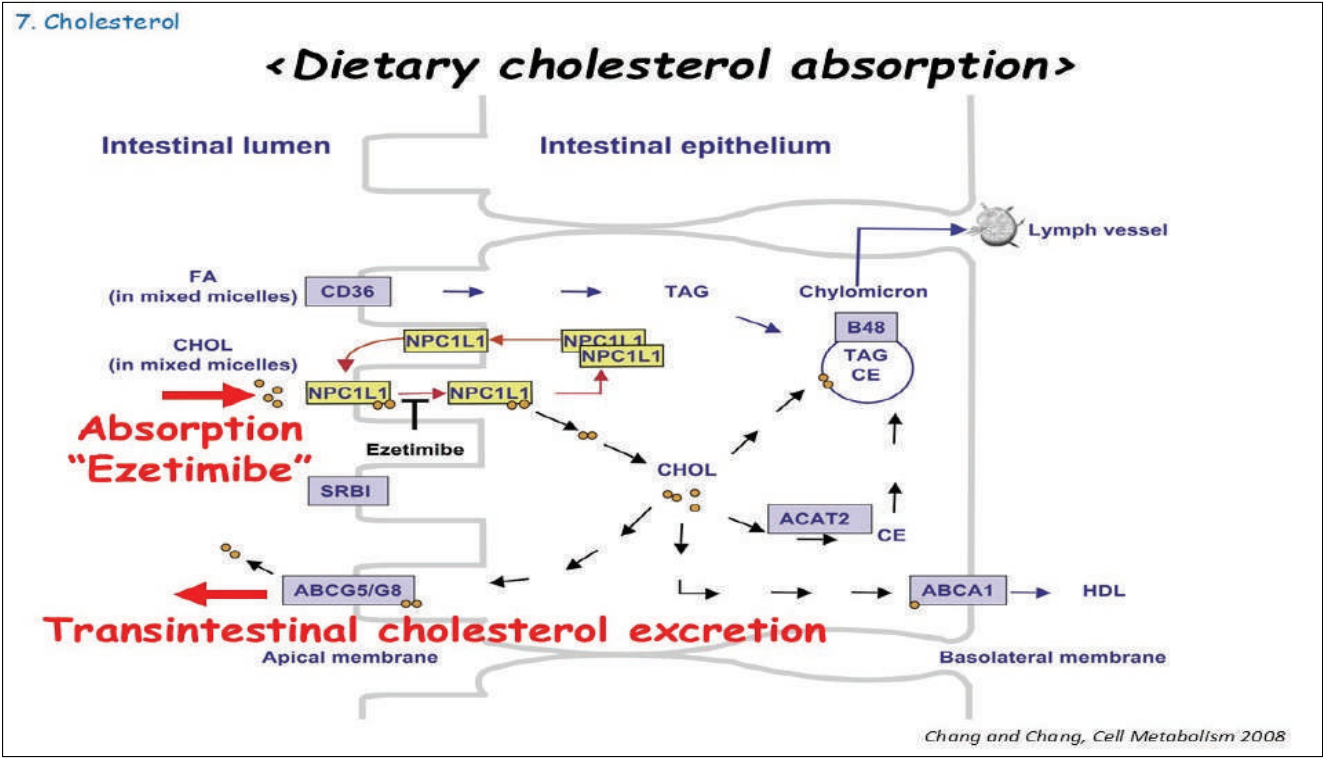 7. Cholesterol
<Dietary cholesterol absorption>
Intestinal lumen
Intestinal epithelium
Lymph vessel
FA
(in mixed micelles)
CD36
TAG
Chylomicron
B48
TAG
CE
CHOL
(in mixed micelles)
NPC1L1
NPC1L1
NPC1L1
NPC1L1
NPC1L1
Absorption
“Ezetimibe”
Ezetimibe
CHOL
SRBI
ACAT2
CE
ABCG5/G8
ABCA1
HDL
Transintestinal cholesterol excretion
Apical membrane
Basolateral membrane
Chang and Chang, Cell Metabolism 2008